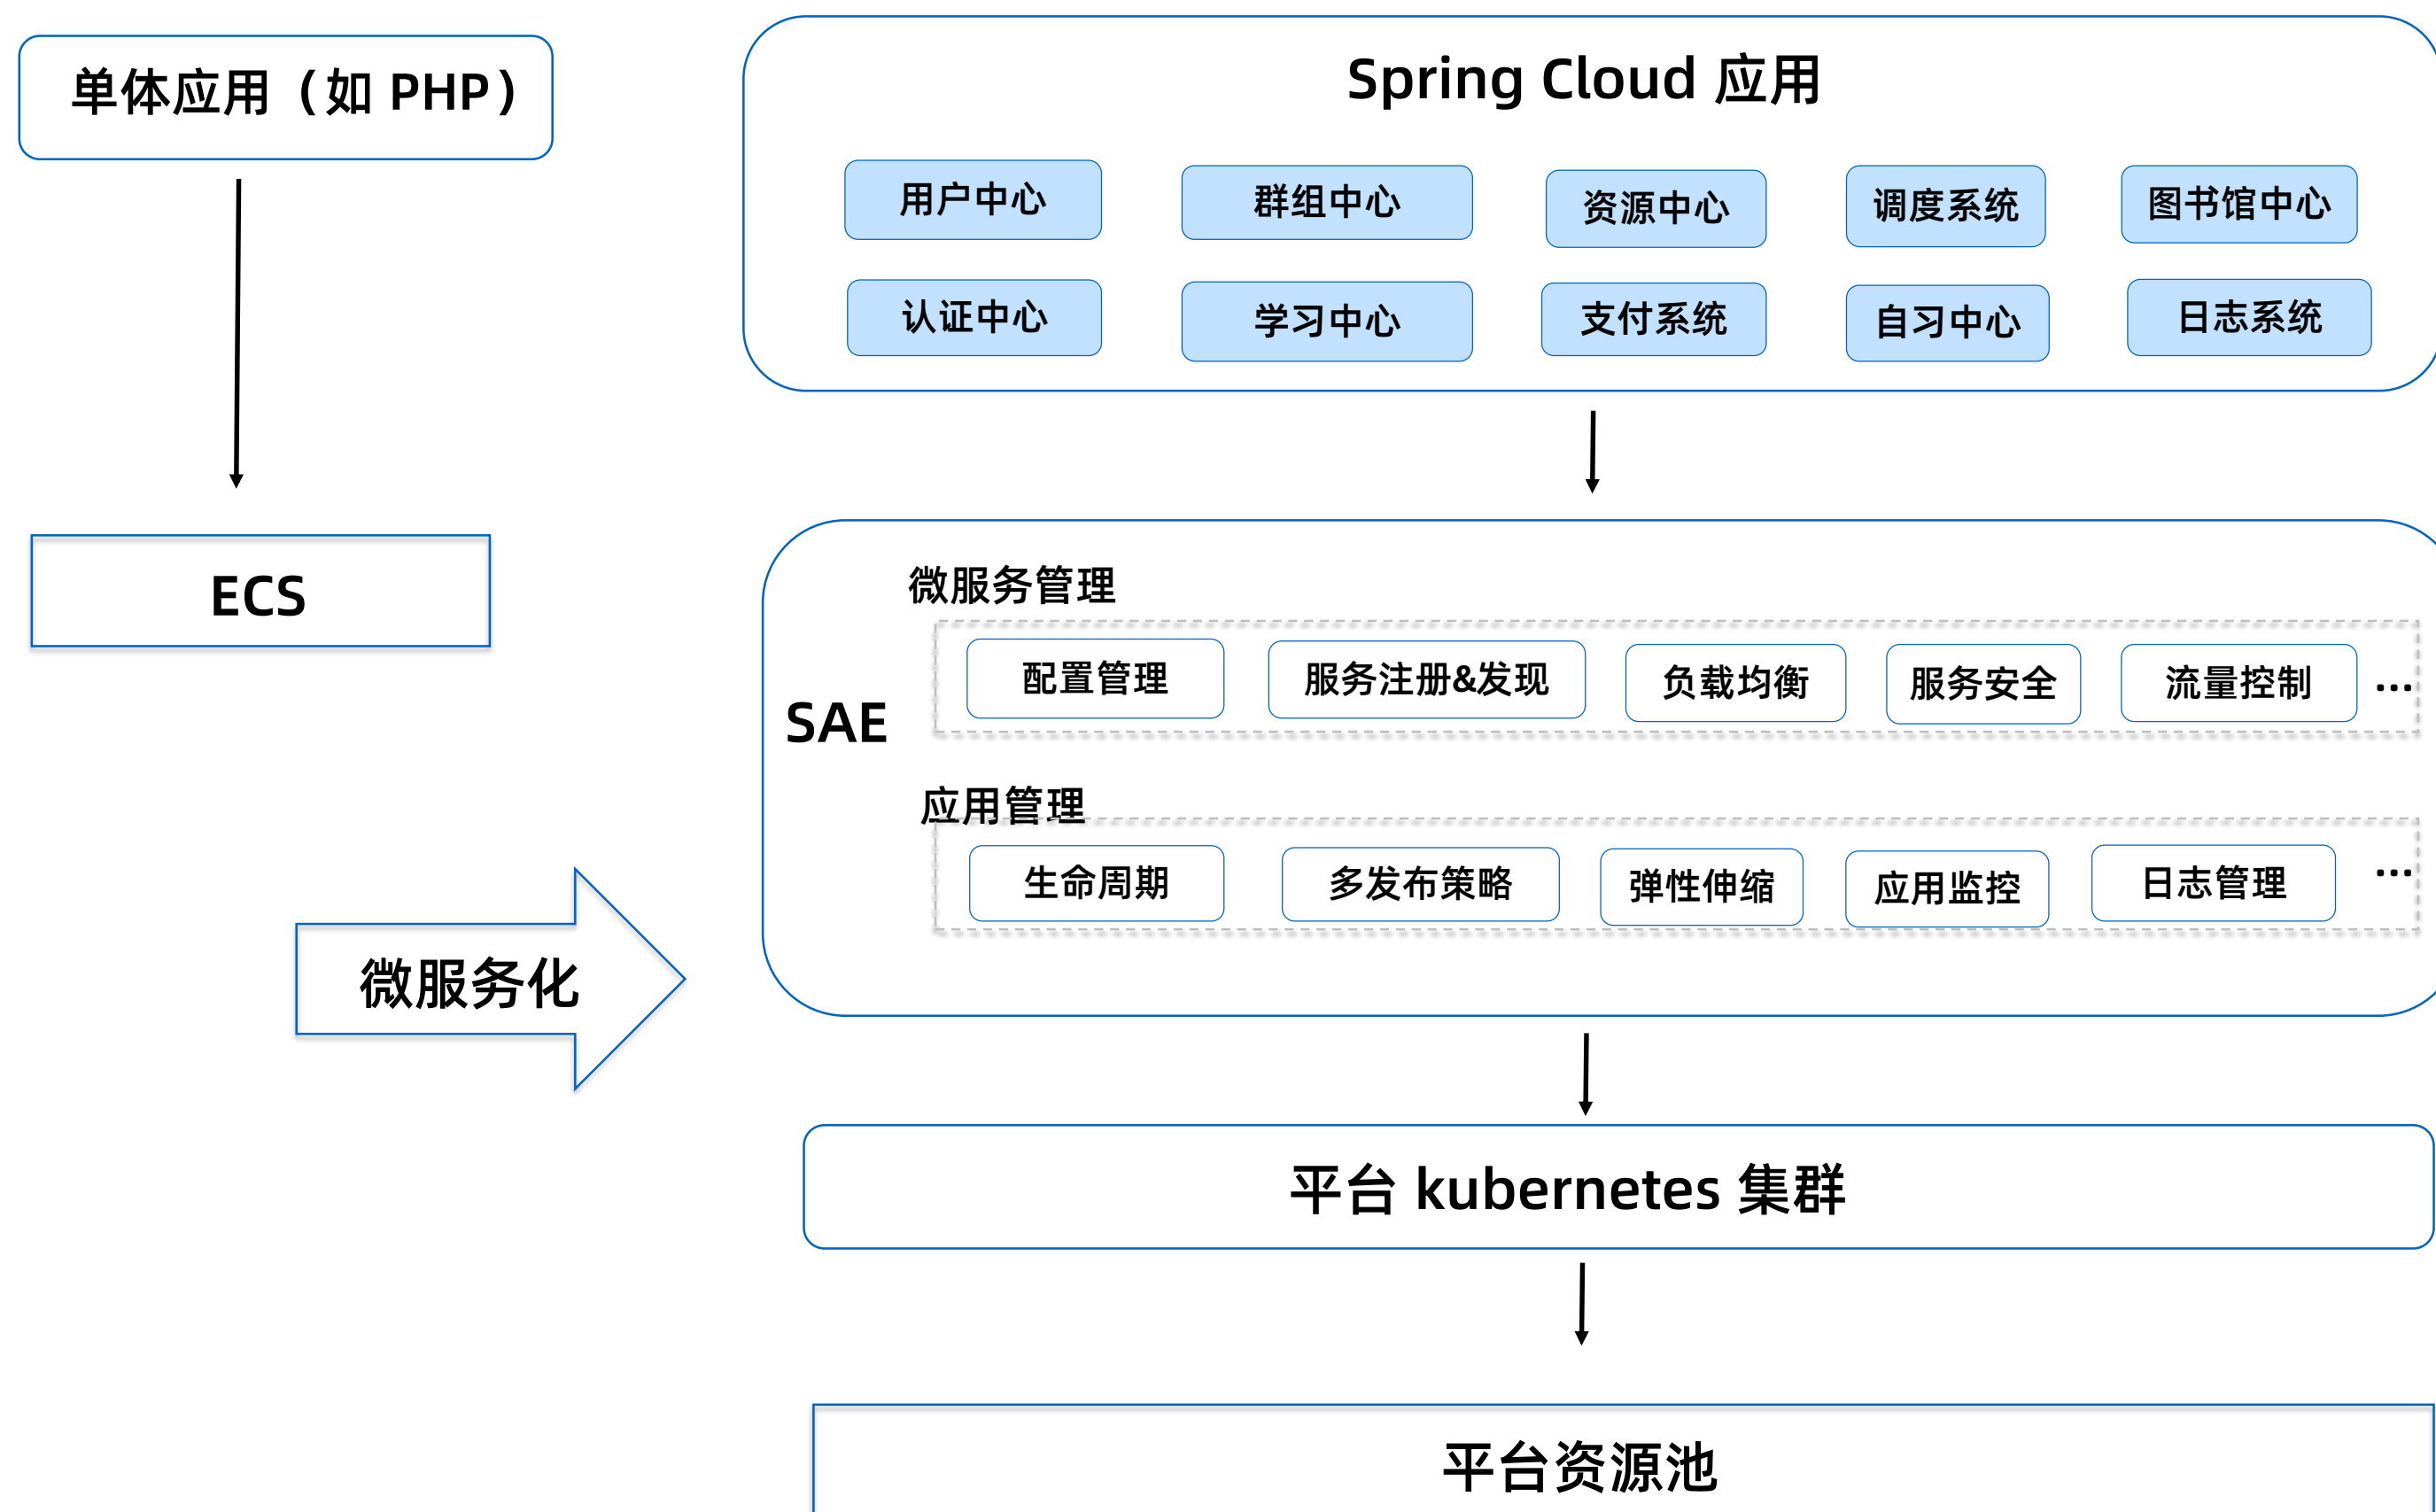 单体应用（如 PHP）
ECS
微服务化
Spring Cloud 应用
用户中心
群组中心
资源中心
调度系统
图书馆中心
认证中心
学习中心
支付系统
自习中心
日志系统
SAE
微服务管理
配置管理
服务注册&发现
负载均衡
服务安全
流量控制
...
应用管理
生命周期
多发布策略
弹性伸缩
应用监控
日志管理
...
平台 kubernetes 集群
平台资源池